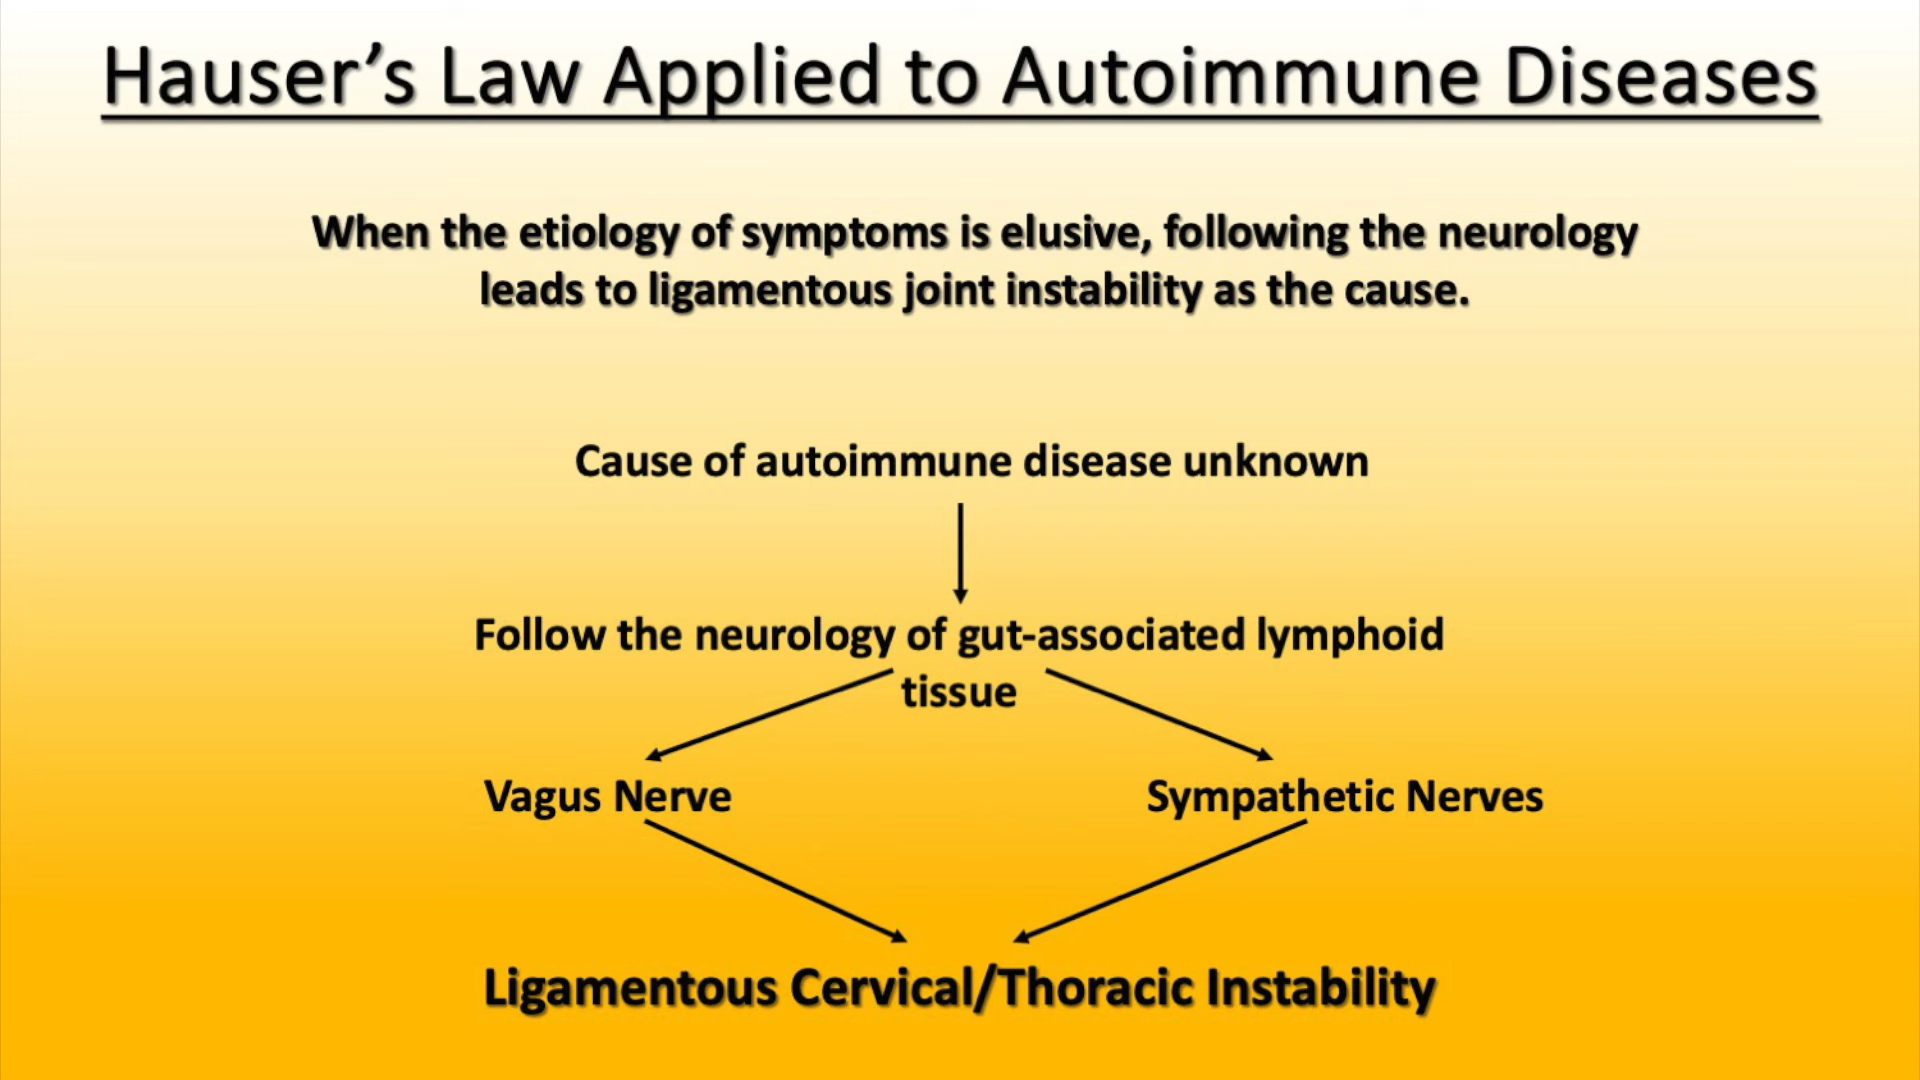 Hauser’s Law Applied to Autoimmune Diseases
When the etiology of symptoms is elusive, following the neurology
leads to ligamentous joint instability as the cause.
Cause of autoimmune disease unknown
Follow the neurology of gut-associated lymphoid
tissue
Vagus Nerve
Sympathetic Nerves
Ligamentous Cervical/Thoracic Instability